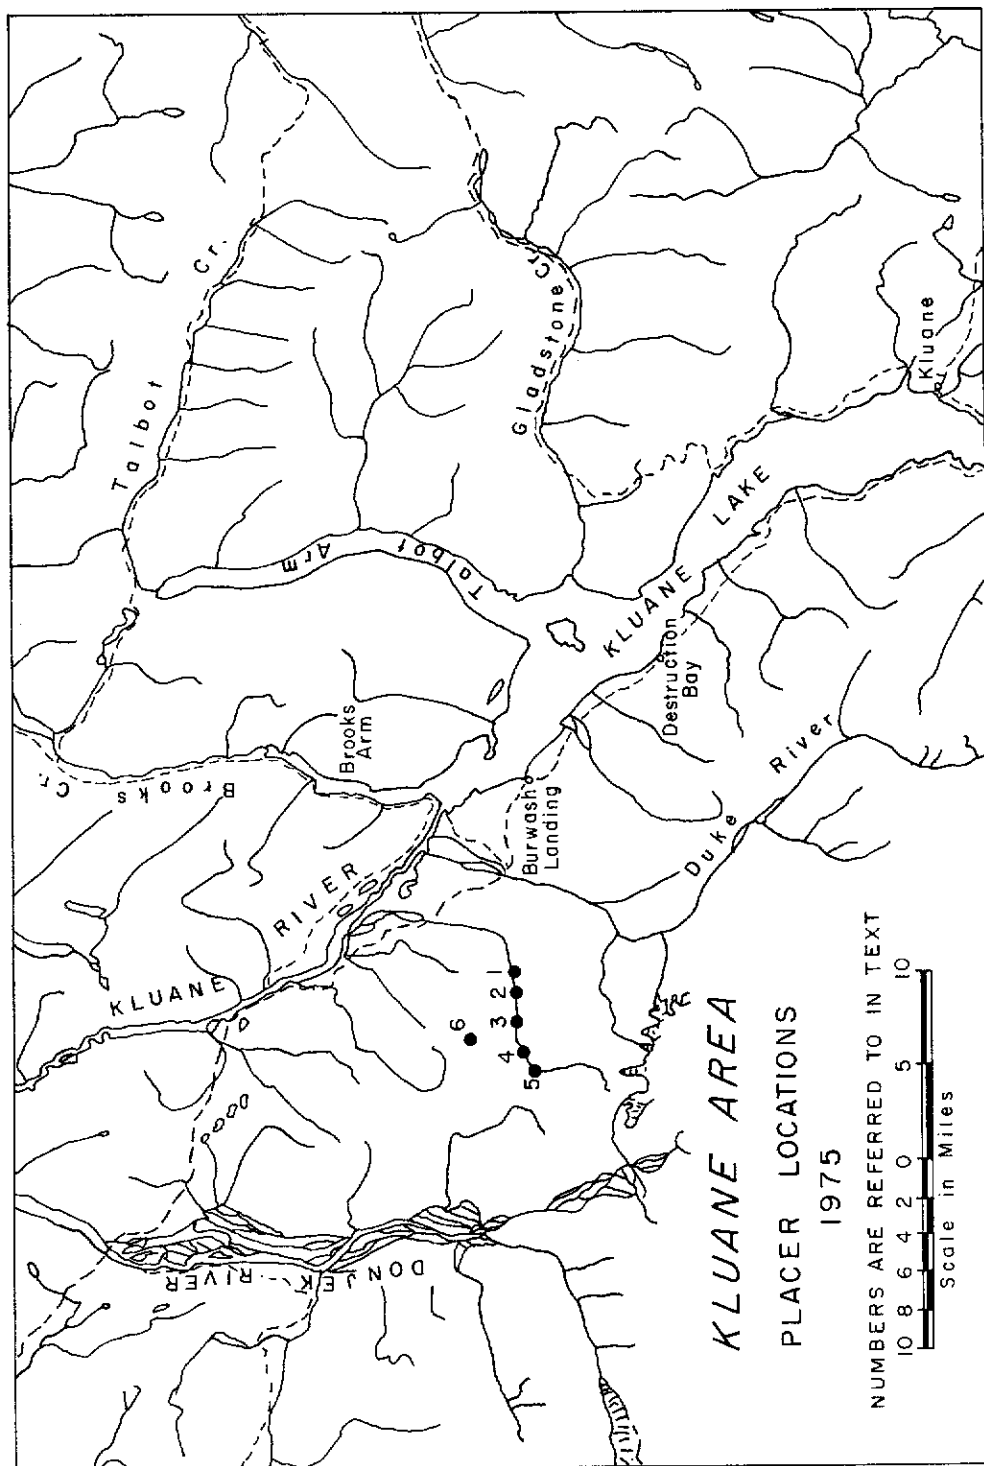 Talbot Cr.
Gladstone Cr.
Talbot
Arm
KLUANE LAKE
Kluane
Brooks
Arm
Brooks Cr.
Destruction
Bay
Burwash
Landing
Duke River
KLUANE RIVER
DONJEK RIVER
1
2
3
4
5
6
KLUANE AREA
PLACER LOCATIONS
1975
NUMBERS ARE REFERRED TO IN TEXT
10 8 6 4 2 0 5 10
Scale in Miles